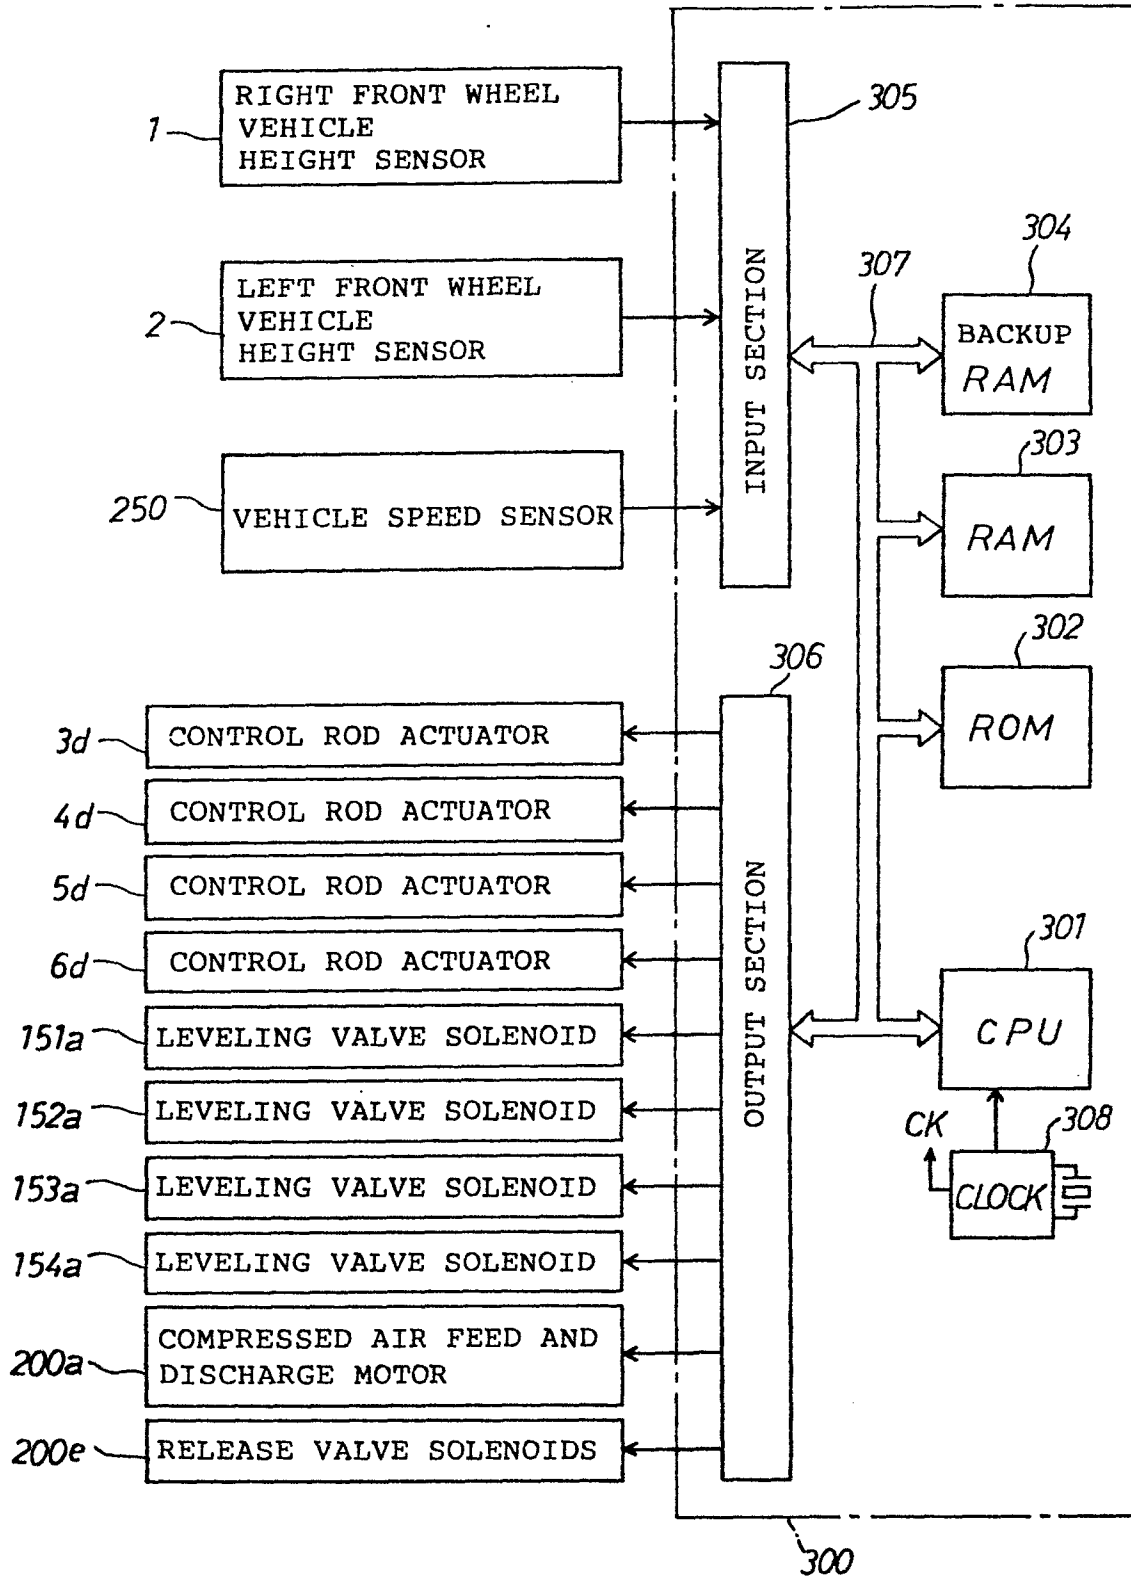 RIGHT FRONT WHEEL
VEHICLE
HEIGHT SENSOR
1
305
LEFT FRONT WHEEL
VEHICLE
HEIGHT SENSOR
2
INPUT SECTION
307
304
BACKUP
RAM
303
RAM
250
VEHICLE SPEED SENSOR
302
ROM
306
3d
CONTROL ROD ACTUATOR
4d
CONTROL ROD ACTUATOR
5d
CONTROL ROD ACTUATOR
6d
CONTROL ROD ACTUATOR
OUTPUT SECTION
301
CPU
151a
LEVELING VALVE SOLENOID
152a
LEVELING VALVE SOLENOID
CK
308
CLOCK
153a
LEVELING VALVE SOLENOID
154a
LEVELING VALVE SOLENOID
200a
COMPRESSED AIR FEED AND
DISCHARGE MOTOR
200e
RELEASE VALVE SOLENOIDS
300